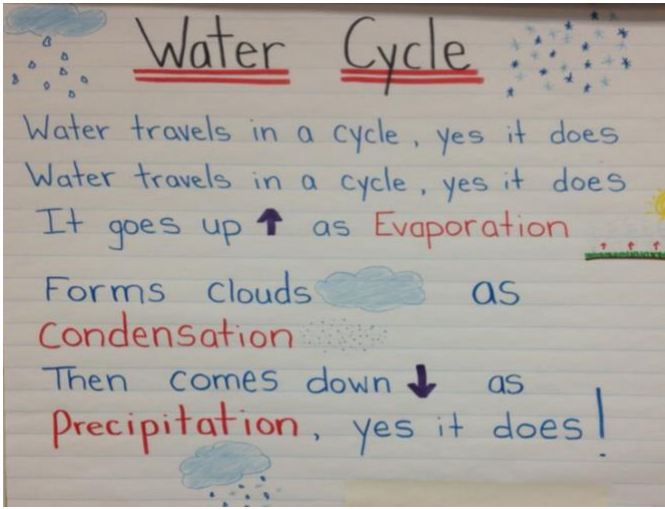 Water Cycle
Water travels in a cycle, yes it does
Water travels in a cycle, yes it does
It goes up ↑ as Evaporation
Forms clouds as
Condensation
Then comes down ↓ as
Precipitation, yes it does!